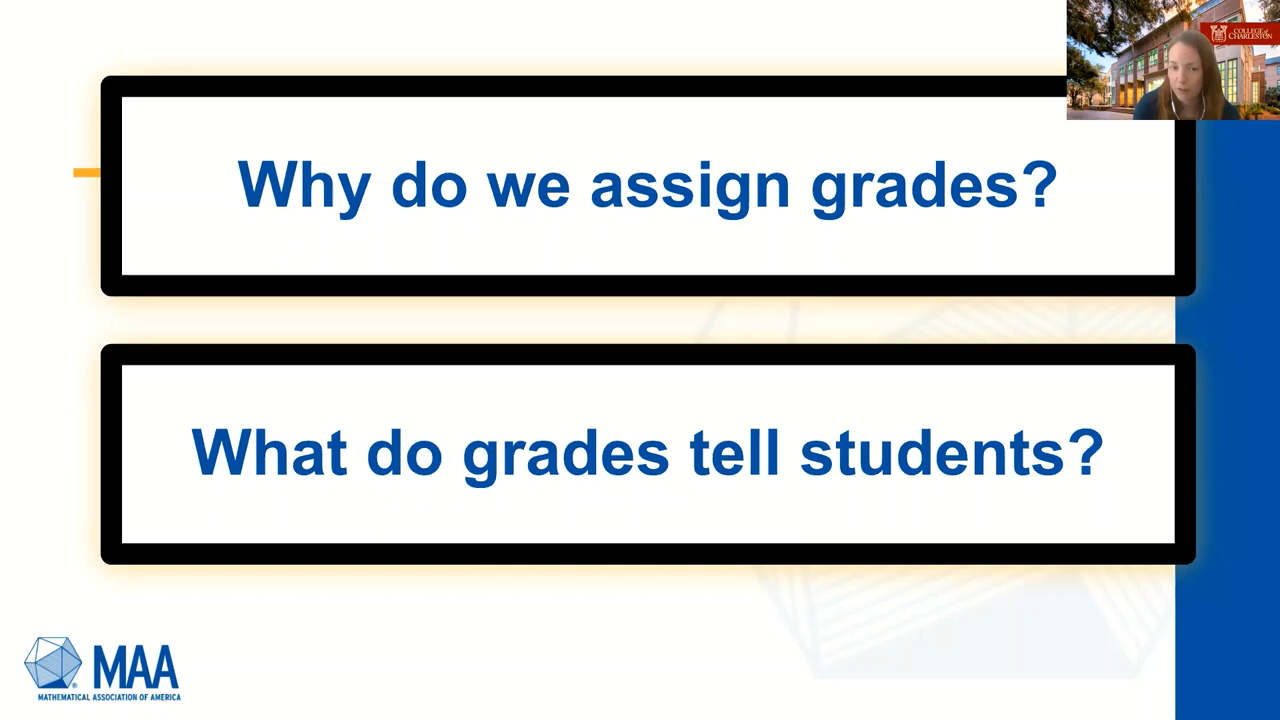 COLLEGE of
CHARLESTON
Why do we assign grades?
What do grades tell students?
MAA
MATHEMATICAL ASSOCIATION OF AMERICA